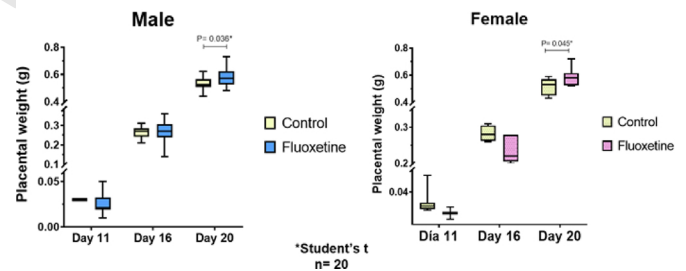 Male
Placental weight (g)
0.8
0.6
0.4
0.3
0.2
0.1
0.05
0.00
P= 0.036*
Day 11
Day 16
Day 20
Control
Fluoxetine
Female
Placental weight (g)
0.8
0.6
0.4
0.3
0.2
0.04
P= 0.045*
Día 11
Day 16
Day 20
Control
Fluoxetine
*Student's t
n= 20